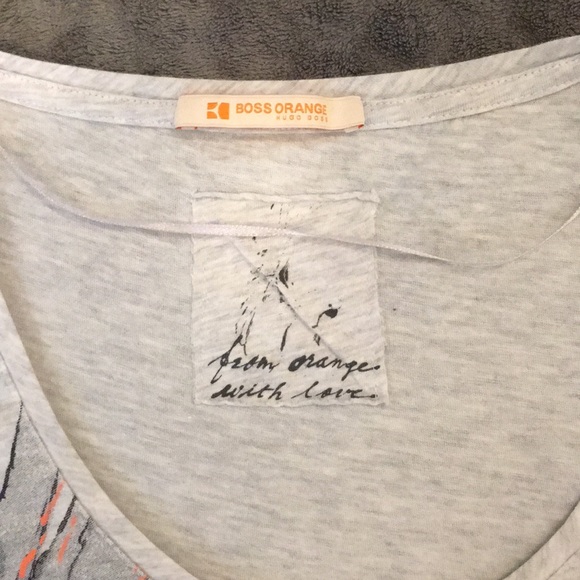 BOSS ORANGE
HUGO BOSS
from orange
with love